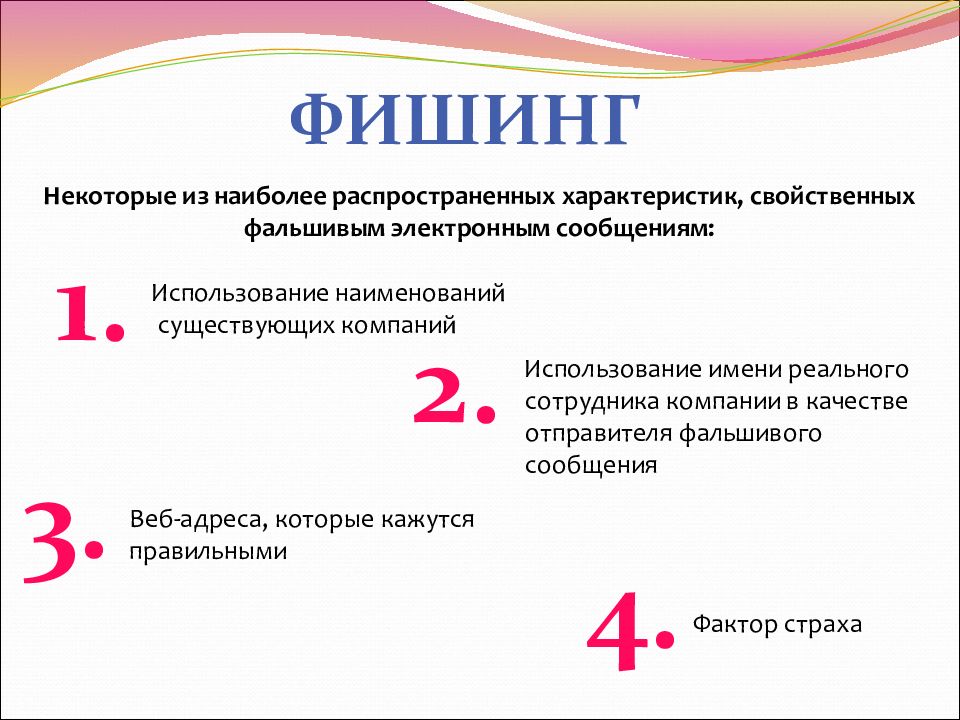 ФИШИНГ
Некоторые из наиболее распространенных характеристик, свойственных
фальшивым электронным сообщениям:
1. Использование наименований
существующих компаний
2. Использование имени реального
сотрудника компании в качестве
отправителя фальшивого
сообщения
3. Веб-адреса, которые кажутся
правильными
4. Фактор страха